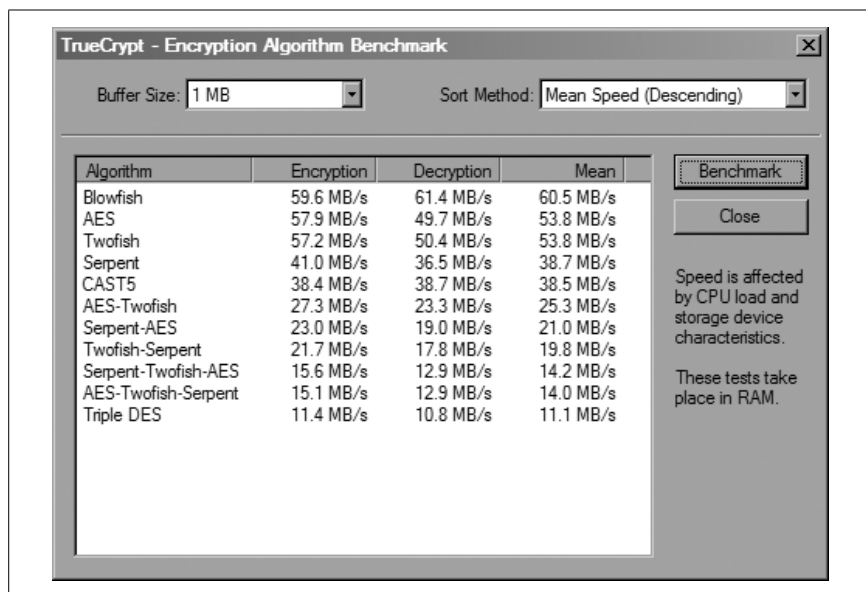 TrueCrypt - Encryption Algorithm Benchmark
Buffer Size: 1 MB Sort Method: Mean Speed (Descending)
Algorithm Encryption Decryption Mean
Blowfish 59.6 MB/s 61.4 MB/s 60.5 MB/s
AES 57.9 MB/s 49.7 MB/s 53.8 MB/s
Twofish 57.2 MB/s 50.4 MB/s 53.8 MB/s
Serpent 41.0 MB/s 36.5 MB/s 38.7 MB/s
CAST5 38.4 MB/s 38.7 MB/s 38.5 MB/s
AES-Twofish 27.3 MB/s 23.3 MB/s 25.3 MB/s
Serpent-AES 23.0 MB/s 19.0 MB/s 21.0 MB/s
Twofish-Serpent 21.7 MB/s 17.8 MB/s 19.8 MB/s
Serpent-Twofish-AES 15.6 MB/s 12.9 MB/s 14.2 MB/s
AES-Twofish-Serpent 15.1 MB/s 12.9 MB/s 14.0 MB/s
Triple DES 11.4 MB/s 10.8 MB/s 11.1 MB/s
Benchmark
Close
Speed is affected
by CPU load and
storage device
characteristics.
These tests take
place in RAM.